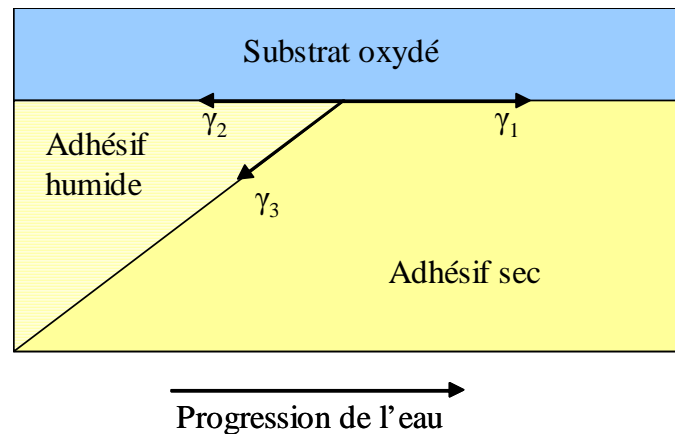 Substrat oxydé
γ2
γ1
Adhésif
humide
γ3
Adhésif sec
Progression de l'eau